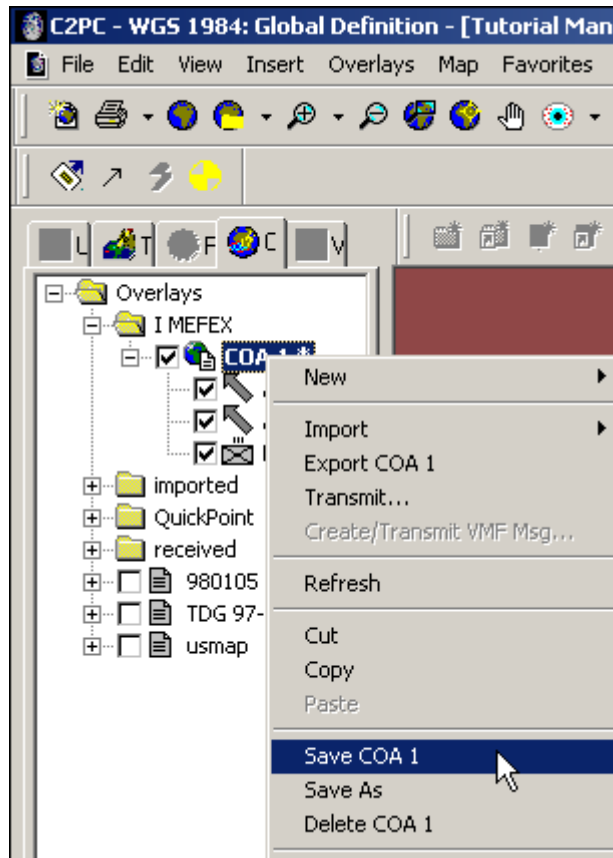 C2PC - WGS 1984: Global Definition - [Tutorial Man
File Edit View Insert Overlays Map Favorites
L T F C V
Overlays
I MEFEX
COA 1 *
imported
QuickPoint
received
980105
TDG 97-
usmap
New
Import
Export COA 1
Transmit...
Create/Transmit VMF Msg...
Refresh
Cut
Copy
Paste
Save COA 1
Save As
Delete COA 1